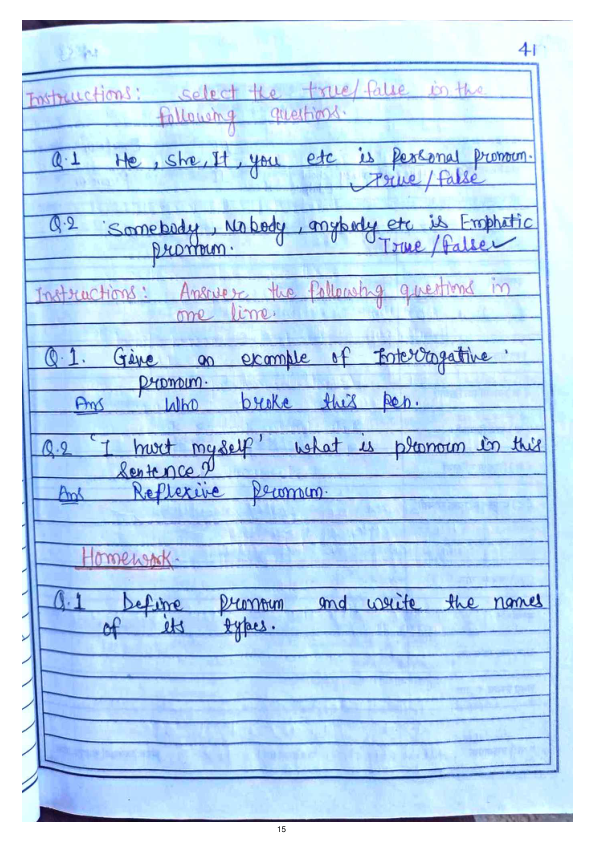 41
Instructions: Select the true/false in the
following questions.
Q.1 He, She, It, you etc is Personal pronoun.
✓True/false
Q.2 Somebody, Nobody, anybody etc is Emphatic
pronoun. True/false✓
Instructions: Answer the following questions in
one line.
Q.1. Give an example of Interrogative
pronoun.
Ans Who broke this pen.
Q.2 'I hurt myself' what is pronoun in this
Sentence?
Ans Reflexive Pronoun.
Homework.
Q.1 Define pronoun and write the names
of its types.
15